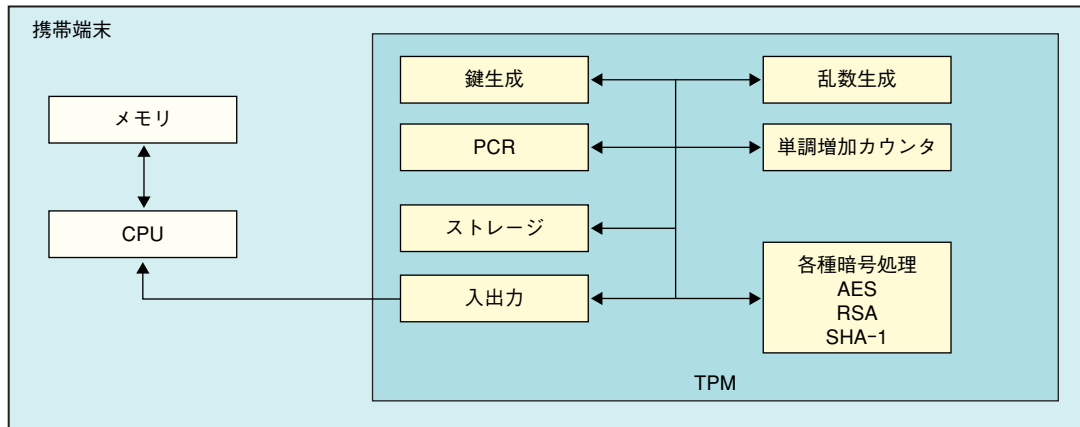 携帯端末
メモリ
CPU
鍵生成
乱数生成
PCR
単調増加カウンタ
ストレージ
入出力
各種暗号処理
AES
RSA
SHA-1
TPM